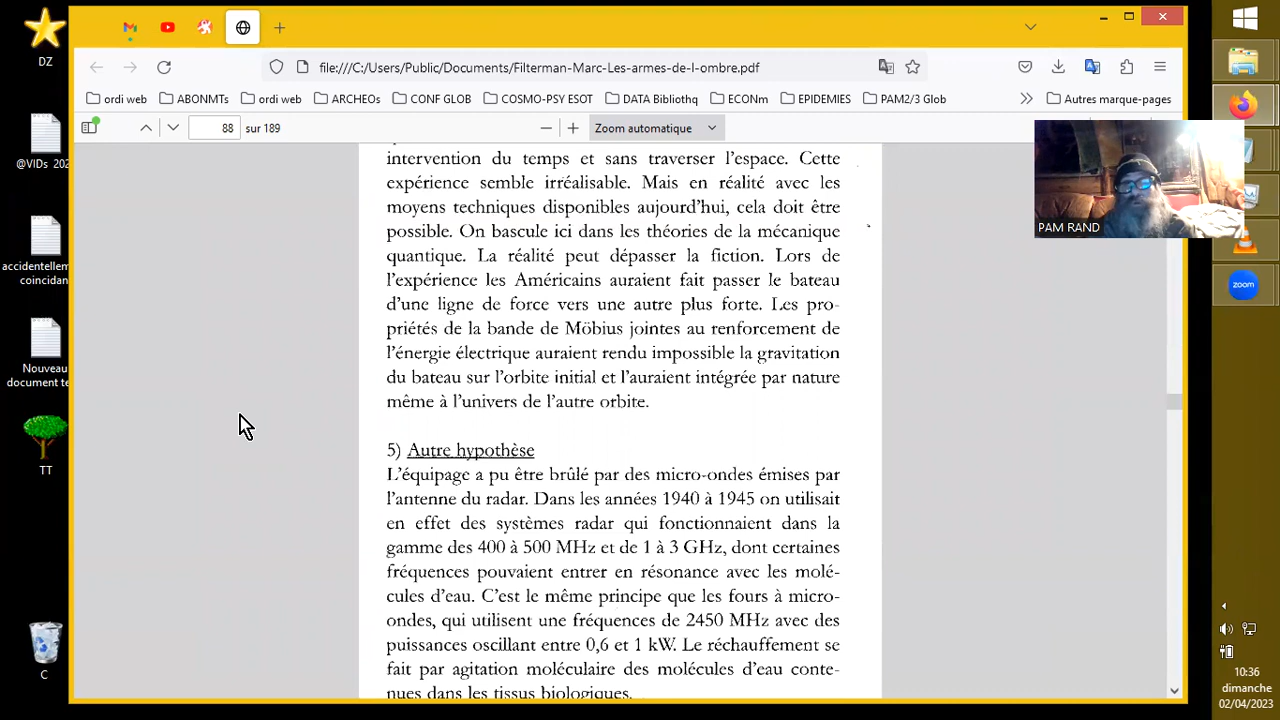 DZ
@VIDs 202
accidentellem
coincidan
Nouveau
document te
TT
C
file:///C:/Users/Public/Documents/Filterman-Marc-Les-armes-de-l-ombre.pdf
ordi web
ABONMTs
ordi web
ARCHEOs
CONF GLOB
COSMO-PSY ESOT
DATA Bibliothq
ECONm
EPIDEMIES
PAM2/3 Glob
Autres marque-pages
88 sur 189
Zoom automatique
intervention du temps et sans traverser l'espace. Cette
expérience semble irréalisable. Mais en réalité avec les
moyens techniques disponibles aujourd'hui, cela doit être
possible. On bascule ici dans les théories de la mécanique
quantique. La réalité peut dépasser la fiction. Lors de
l'expérience les Américains auraient fait passer le bateau
d'une ligne de force vers une autre plus forte. Les pro-
priétés de la bande de Möbius jointes au renforcement de
l'énergie électrique auraient rendu impossible la gravitation
du bateau sur l'orbite initial et l'auraient intégrée par nature
même à l'univers de l'autre orbite.
5) Autre hypothèse
L'équipage a pu être brûlé par des micro-ondes émises par
l'antenne du radar. Dans les années 1940 à 1945 on utilisait
en effet des systèmes radar qui fonctionnaient dans la
gamme des 400 à 500 MHz et de 1 à 3 GHz, dont certaines
fréquences pouvaient entrer en résonance avec les molé-
cules d'eau. C'est le même principe que les fours à micro-
ondes, qui utilisent une fréquences de 2450 MHz avec des
puissances oscillant entre 0,6 et 1 kW. Le réchauffement se
fait par agitation moléculaire des molécules d'eau conte-
nues dans les tissus biologiques.
PAM RAND
zoom
10:36
dimanche
02/04/2023